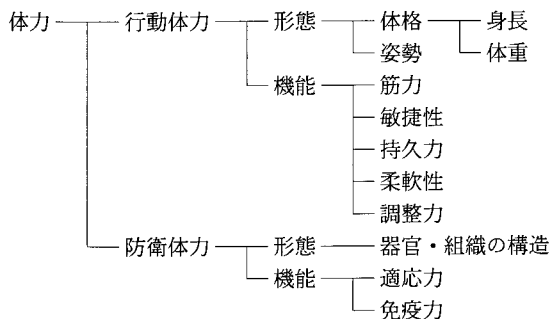 体力 行動体力 形態 体格 身長
姿勢 体重
機能 筋力
敏捷性
持久力
柔軟性
調整力
防衛体力 形態 器官・組織の構造
機能 適応力
免疫力